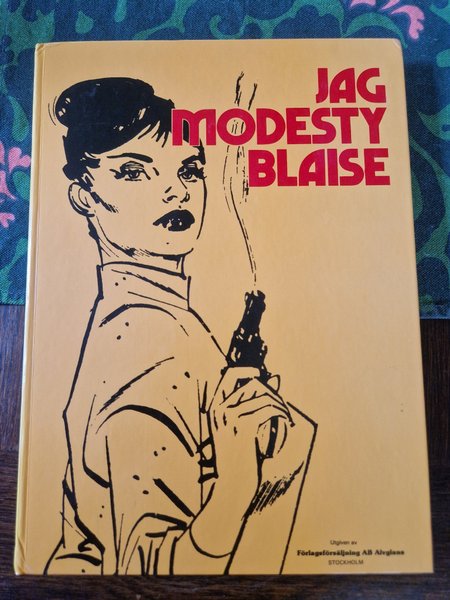 JAG
MODESTY
BLAISE
Utgiven av
Förlagsförsäljning AB Alvglans
STOCKHOLM